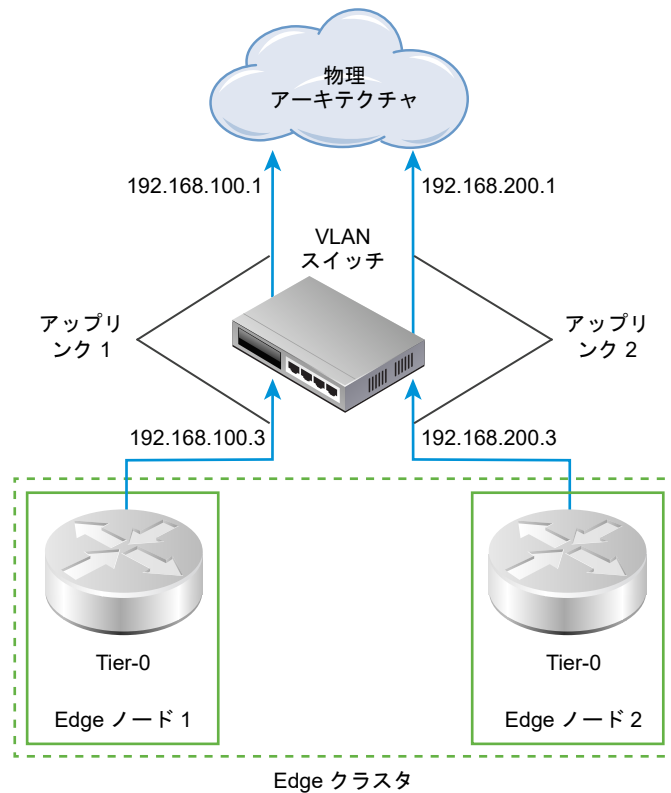 物理
アーキテクチャ
192.168.100.1
192.168.200.1
VLAN
スイッチ
アップリ
ンク 1
アップリ
ンク 2
192.168.100.3
192.168.200.3
Tier-0
Tier-0
Edge ノード 1
Edge ノード 2
Edge クラスタ